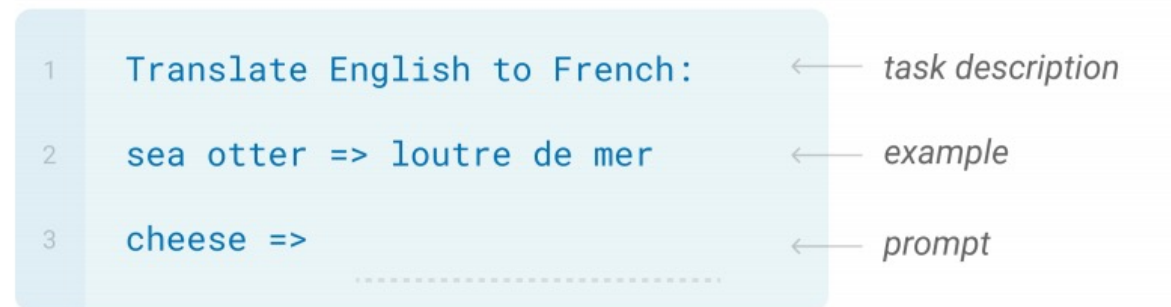 1 Translate English to French: task description
2 sea otter => loutre de mer example
3 cheese => prompt